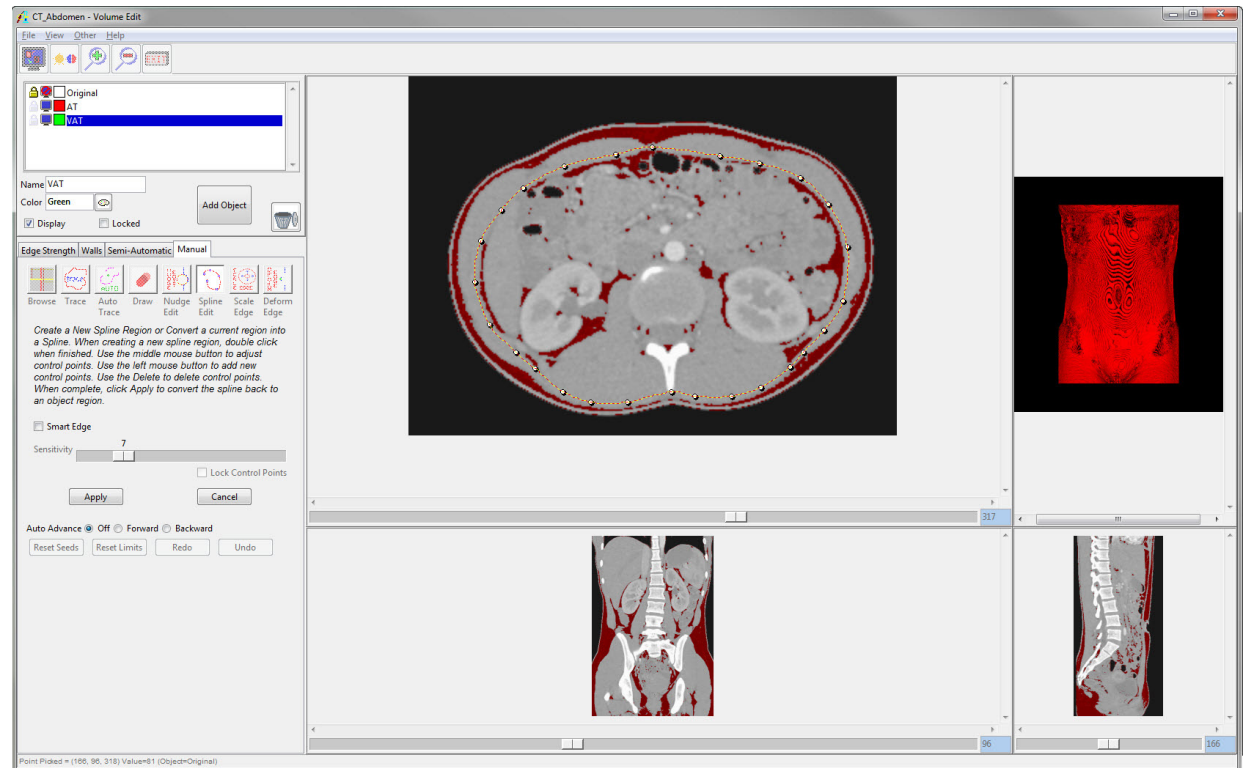 CT_Abdomen - Volume Edit
File View Other Help
EXIT
Original
AT
VAT
Name VAT
Color Green
Add Object
Display Locked
Edge Strength Walls Semi-Automatic Manual
Browse Trace Auto Trace Draw Nudge Edit Spline Edit Scale Edge Deform Edge
Create a New Spline Region or Convert a current region into
a Spline. When creating a new spline region, double click
when finished. Use the middle mouse button to adjust
control points. Use the left mouse button to add new
control points. Use the Delete to delete control points.
When complete, click Apply to convert the spline back to
an object region.
Smart Edge
7
Sensitivity
Lock Control Points
Apply Cancel
317
Auto Advance Off Forward Backward
Reset Seeds Reset Limits Redo Undo
96
166
Point Picked = (166, 96, 318) Value=81 (Object=Original)